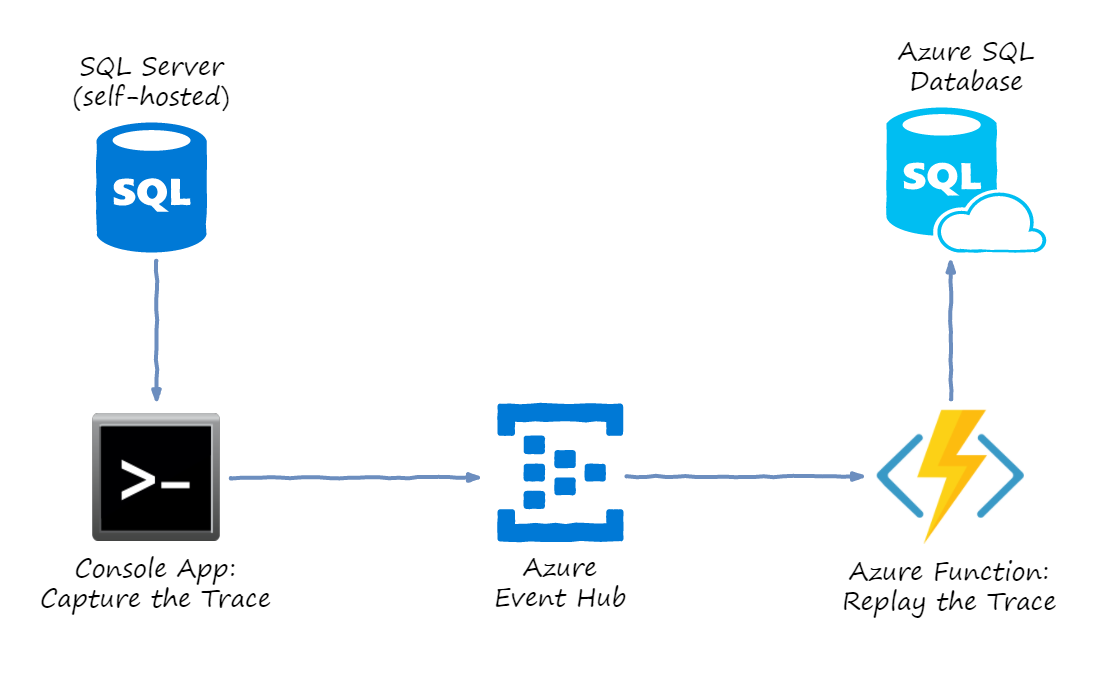 SQL Server
(self-hosted)
SQL
Azure SQL
Database
SQL
>_
Console App:
Capture the Trace
Azure
Event Hub
Azure Function:
Replay the Trace